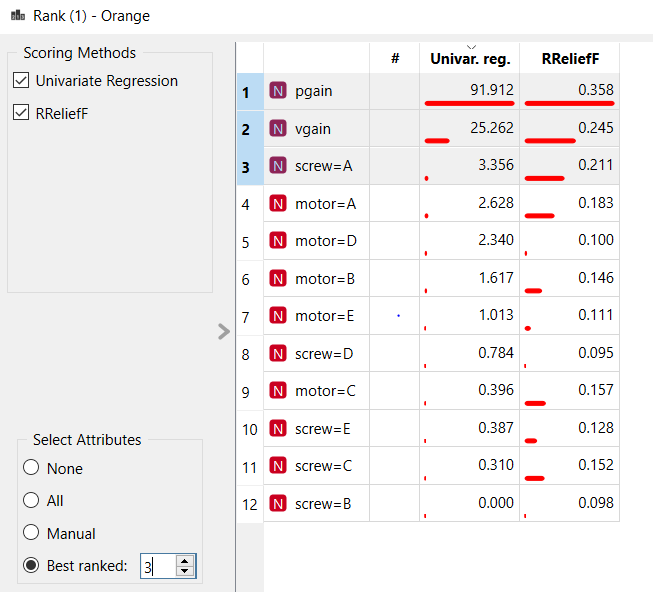 Rank (1) - Orange
Scoring Methods
Univariate Regression
RReliefF
Select Attributes
None
All
Manual
Best ranked: 3
# Univar. reg. RReliefF
1 N pgain 91.912 0.358
2 N vgain 25.262 0.245
3 N screw=A 3.356 0.211
4 N motor=A 2.628 0.183
5 N motor=D 2.340 0.100
6 N motor=B 1.617 0.146
7 N motor=E 1.013 0.111
8 N screw=D 0.784 0.095
9 N motor=C 0.396 0.157
10 N screw=E 0.387 0.128
11 N screw=C 0.310 0.152
12 N screw=B 0.000 0.098